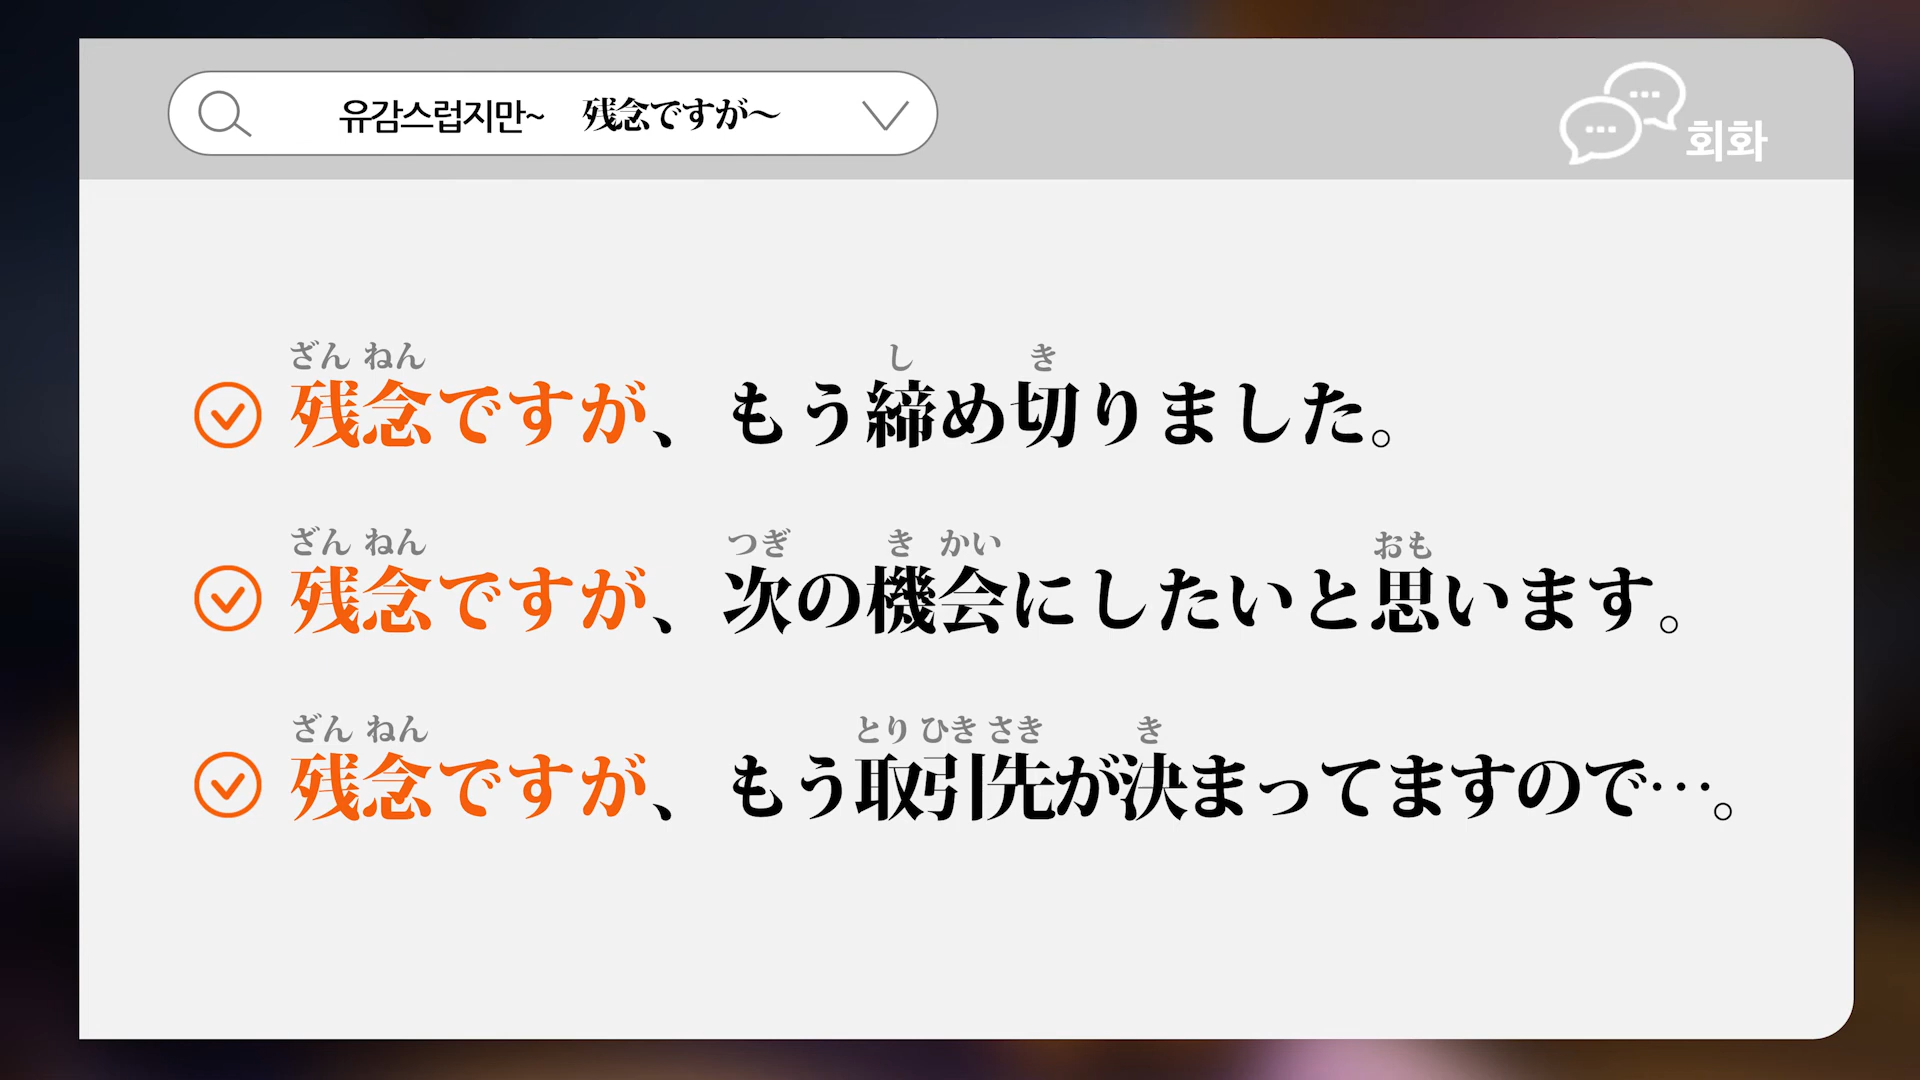 유감스럽지만~ 残念ですが〜
회화
ざん ねん し き
残念ですが、もう締め切りました。
ざん ねん つぎ き かい おも
残念ですが、次の機会にしたいと思います。
ざん ねん とり ひき さき き
残念ですが、もう取引先が決まってますので…。